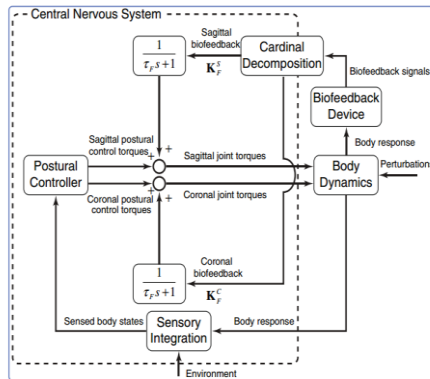 Central Nervous System
Sagittal
biofeedback
K_F^S
1
τ_F s+1
Cardinal
Decomposition
Biofeedback signals
Biofeedback
Device
Body response
Sagittal postural
control torques
+
+
Sagittal joint torques
Postural
Controller
Body
Dynamics
Perturbation
+
+
Coronal joint torques
Coronal postural
control torques
Coronal
biofeedback
K_F^C
1
τ_F s+1
Sensed body states
Sensory
Integration
Body response
Environment